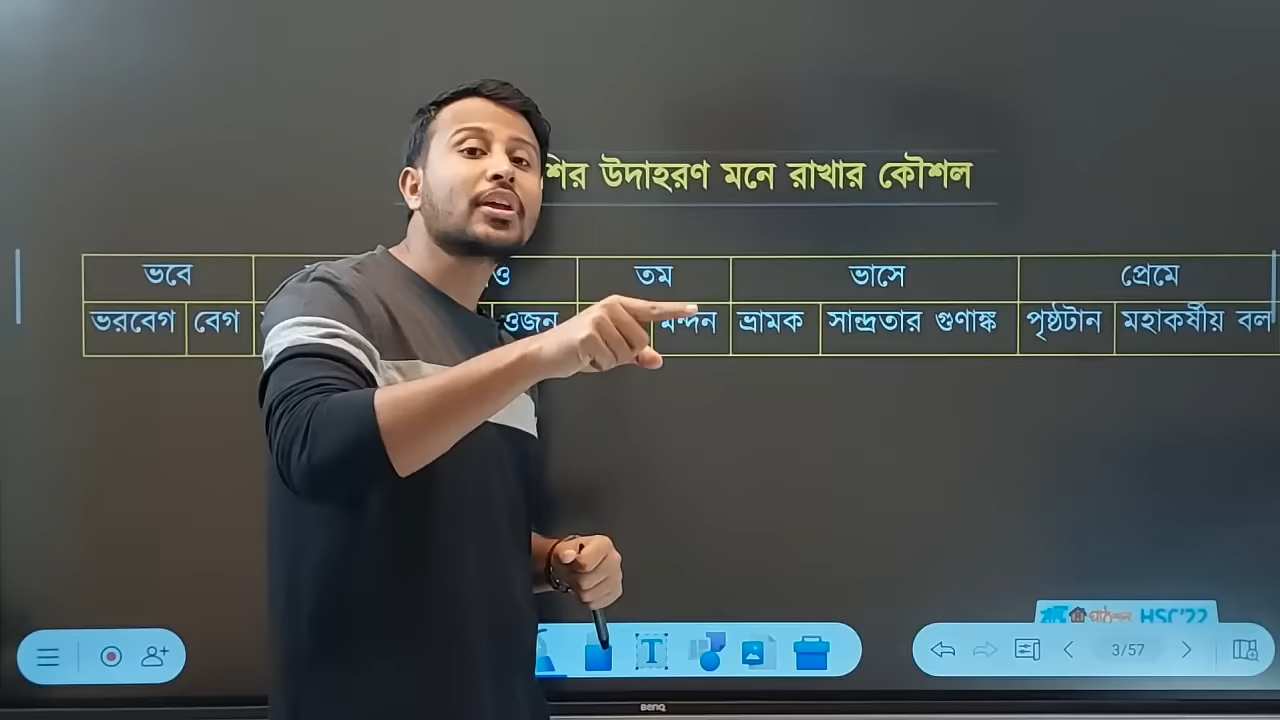 উদাহরণ মনে রাখার কৌশল
ভবে ও তম ভাসে প্রেমে
ভরবেগ বেগ ওজন মন্দন ভ্রামক সান্দ্রতার গুণাঙ্ক পৃষ্ঠটান মহাকর্ষীয় বল
HSC'22
T
3/57
BenQ